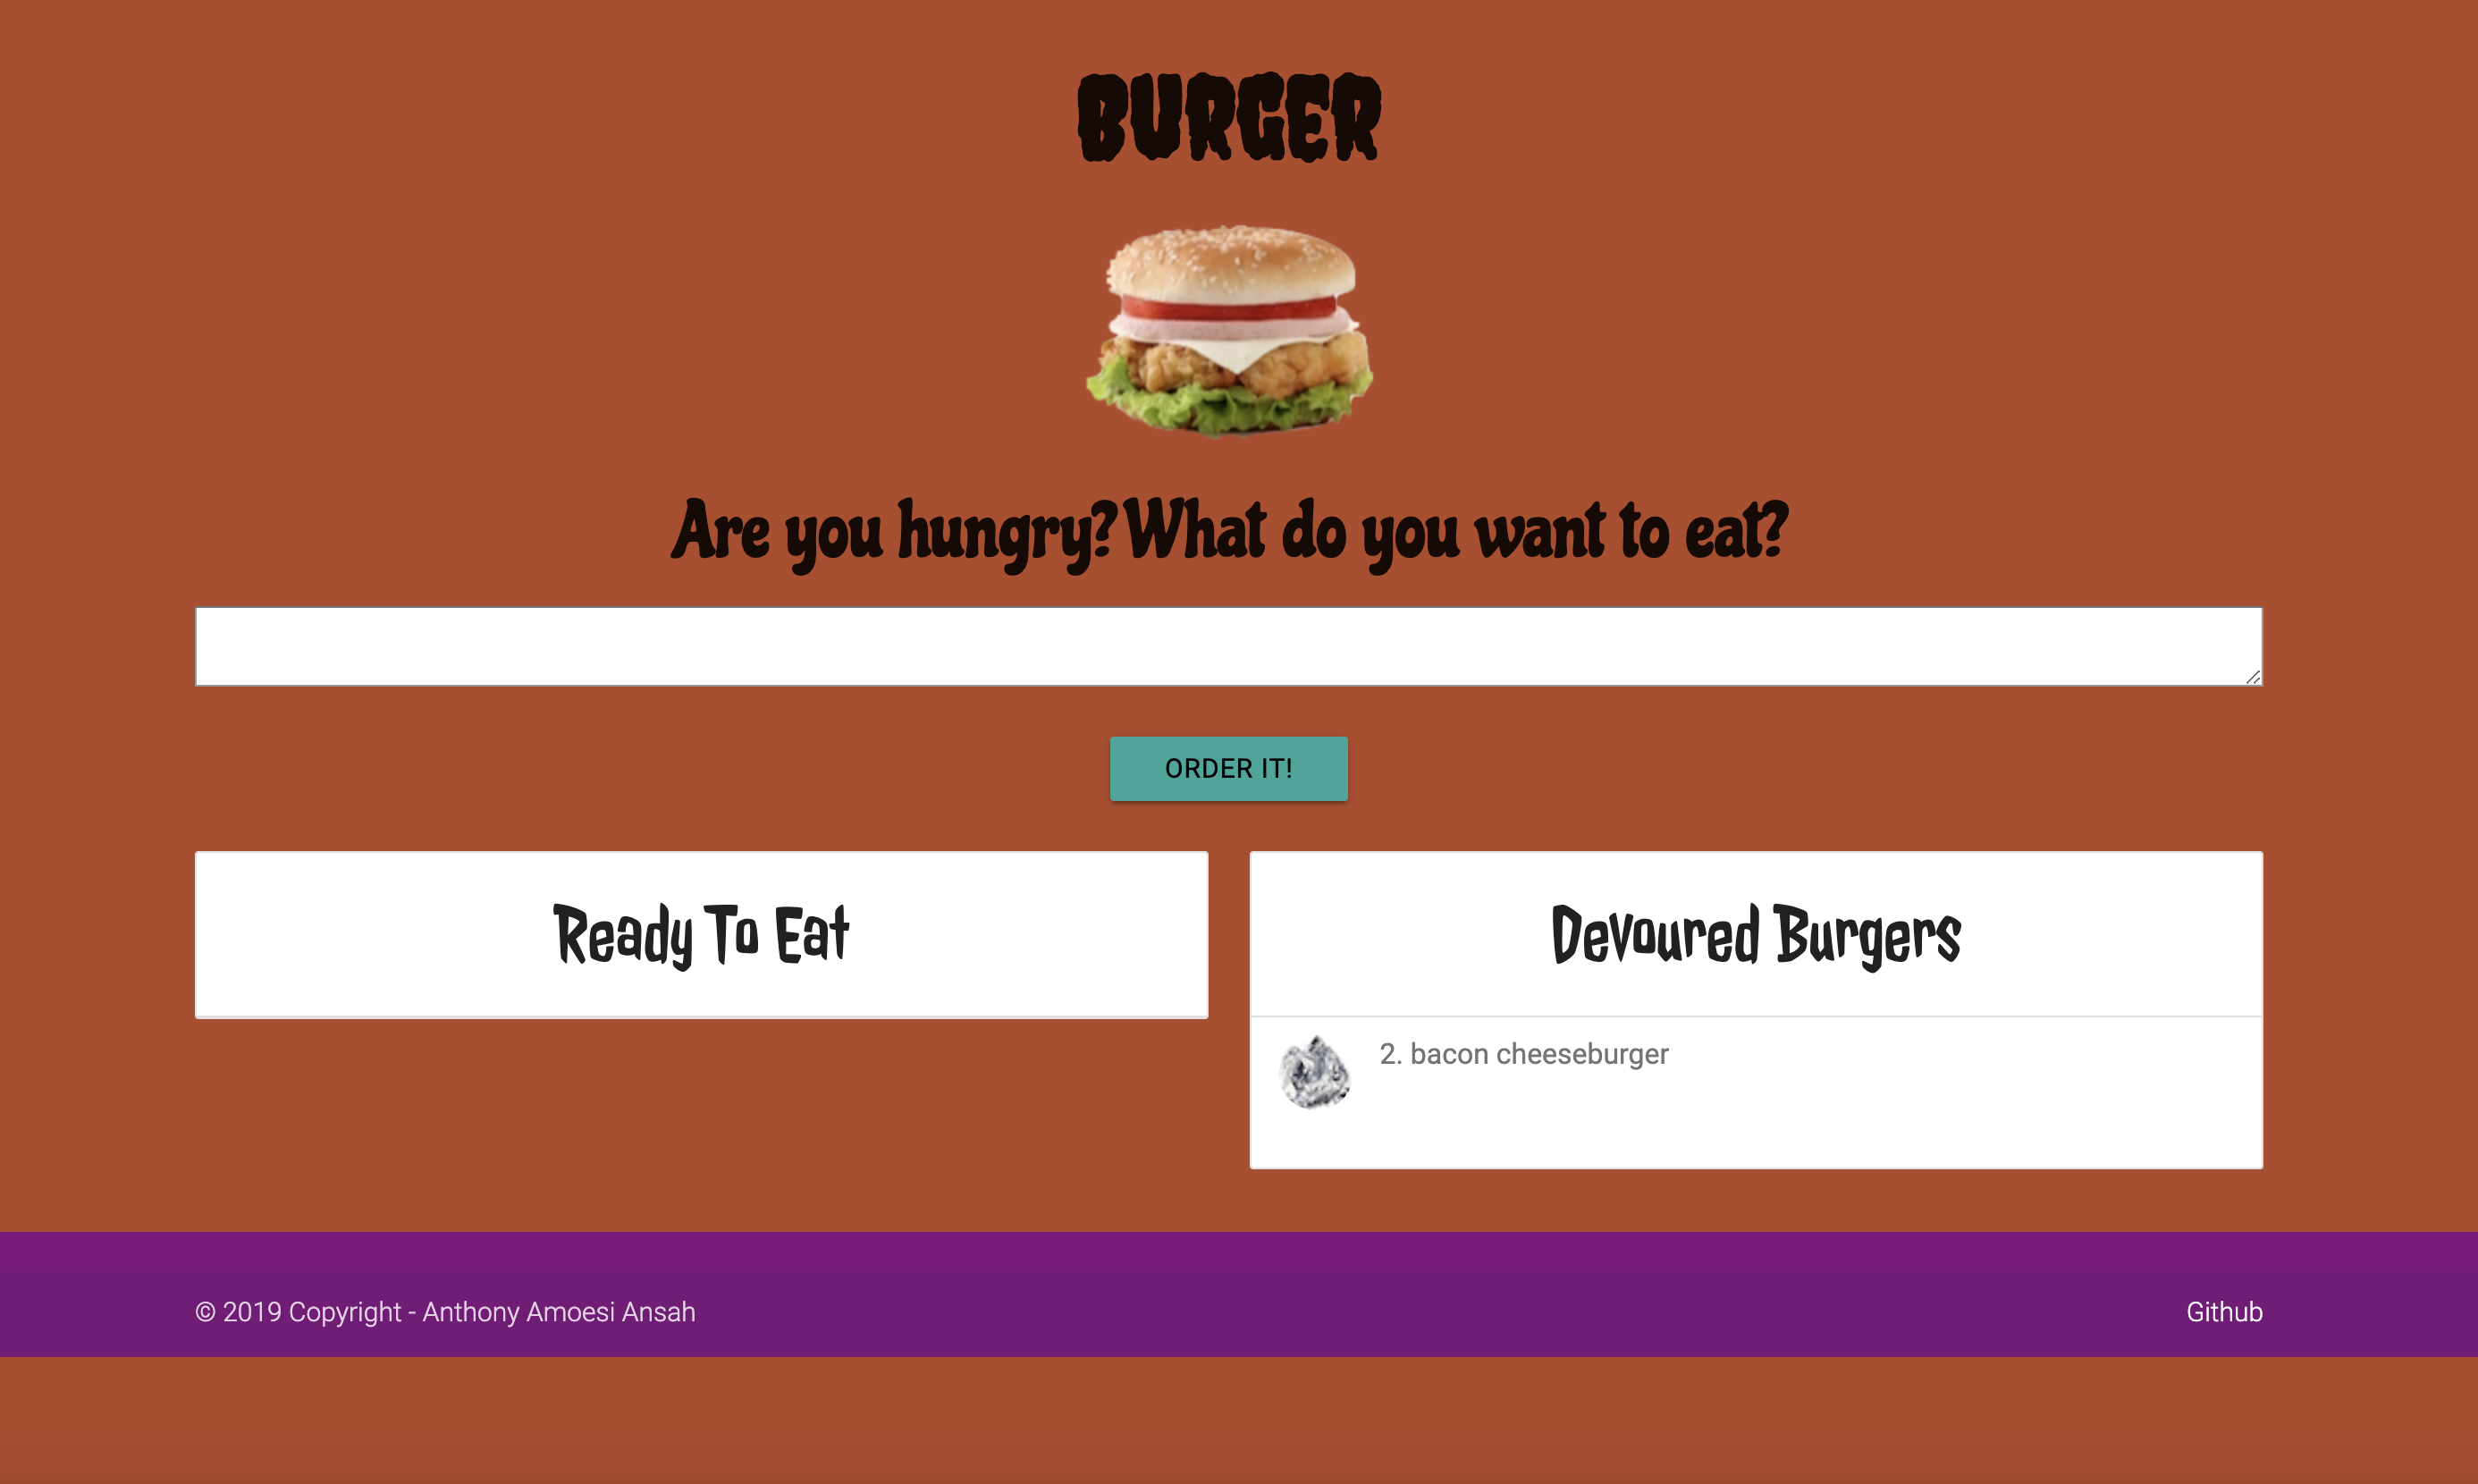 BURGER
Are you hungry? What do you want to eat?
ORDER IT!
Ready To Eat
Devoured Burgers
2. bacon cheeseburger
© 2019 Copyright - Anthony Amoesi Ansah
Github